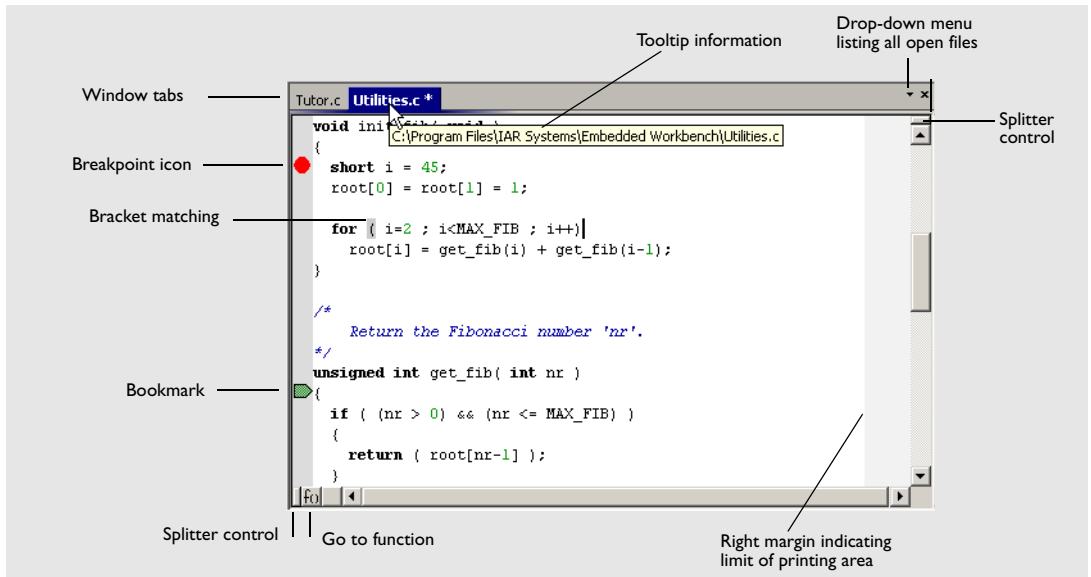 Drop-down menu
listing all open files
Tooltip information
Window tabs
Tutor.c Utilities.c *
Splitter
control
void init_fib( void )
C:\Program Files\IAR Systems\Embedded Workbench\Utilities.c
{
Breakpoint icon
short i = 45;
root[0] = root[1] = 1;
Bracket matching
for ( i=2 ; i<MAX_FIB ; i++)
root[i] = get_fib(i) + get_fib(i-1);
}
/*
Return the Fibonacci number 'nr'.
*/
unsigned int get_fib( int nr )
Bookmark
{
if ( (nr > 0) && (nr <= MAX_FIB) )
{
return ( root[nr-1] );
}
f()
Splitter control
Go to function
Right margin indicating
limit of printing area